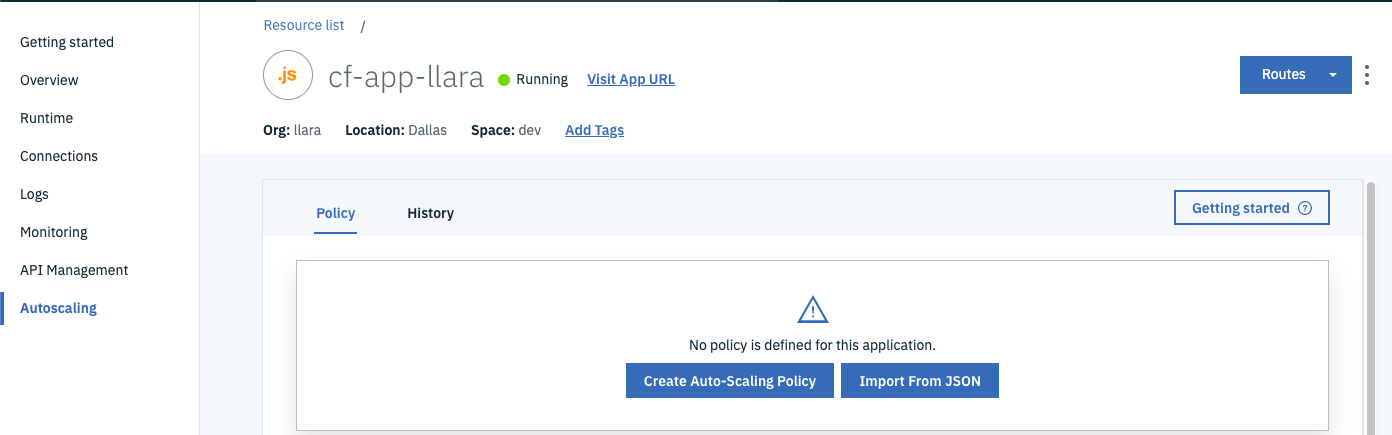 Resource list /
.js cf-app-llara Running Visit App URL Routes
Org: llara Location: Dallas Space: dev Add Tags
Getting started
Overview
Runtime
Connections
Logs
Monitoring
API Management
Autoscaling
Policy History Getting started ?
!
No policy is defined for this application.
Create Auto-Scaling Policy Import From JSON